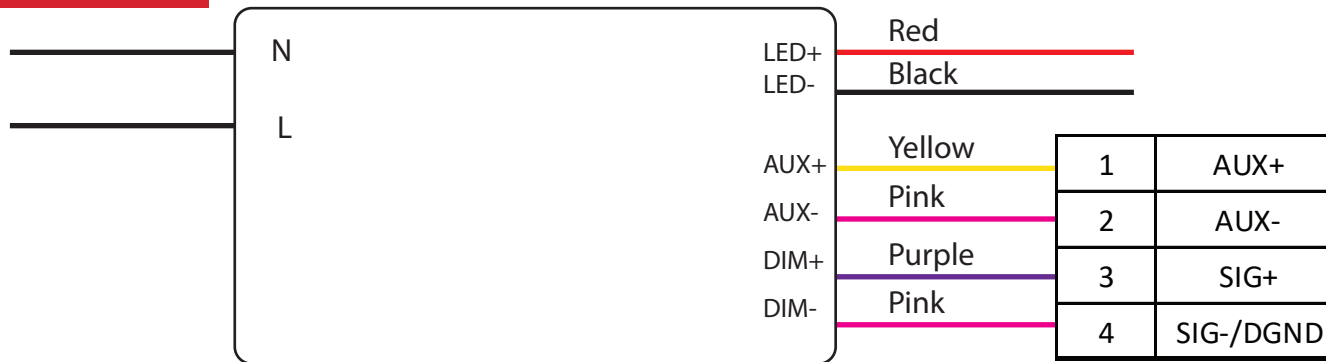 N
L
LED+ Red
LED- Black
AUX+ Yellow 1 AUX+
AUX- Pink 2 AUX-
DIM+ Purple 3 SIG+
DIM- Pink 4 SIG-/DGND